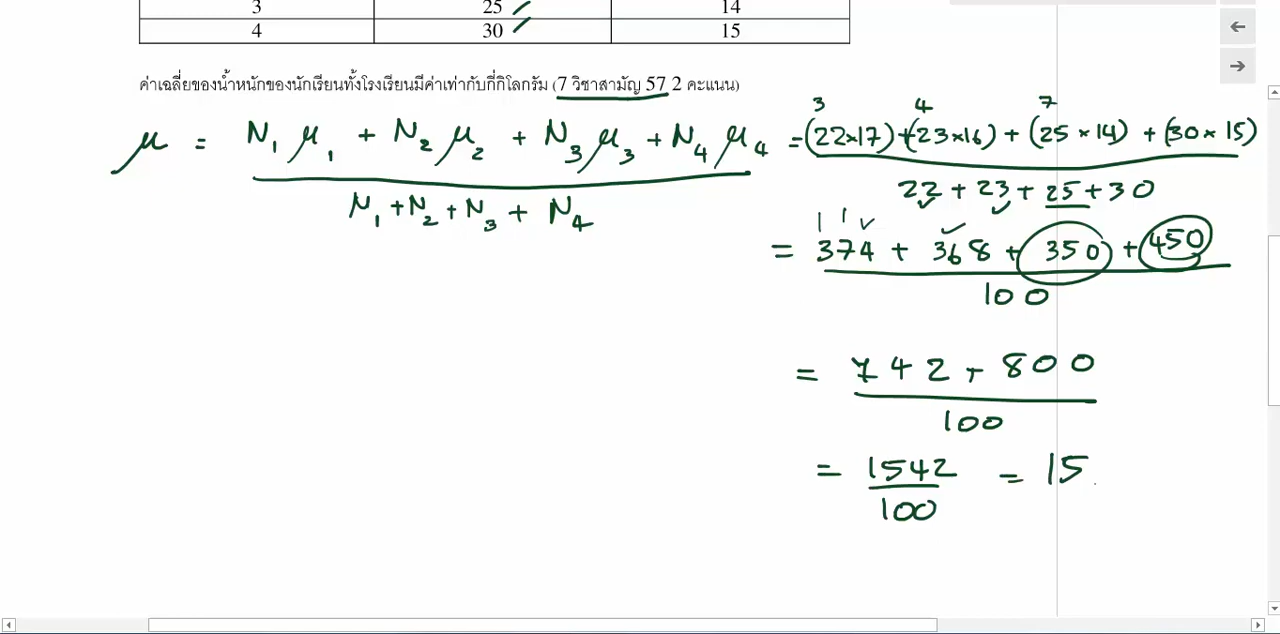 3 25 14
4 30 15
ค่าเฉลี่ยของน้ำหนักของนักเรียนทั้งโรงเรียนมีค่าเท่ากับกี่กิโลกรัม (7 วิชาสามัญ 57 2 คะแนน)
3 4 7
μ = N₁μ₁ + N₂μ₂ + N₃μ₃ + N₄μ₄ = (22×17) + (23×16) + (25×14) + (30×15)
N₁ + N₂ + N₃ + N₄ 22 + 23 + 25 + 30
= 374 + 368 + 350 + 450
100
= 742 + 800
100
= 1542 = 15.
100